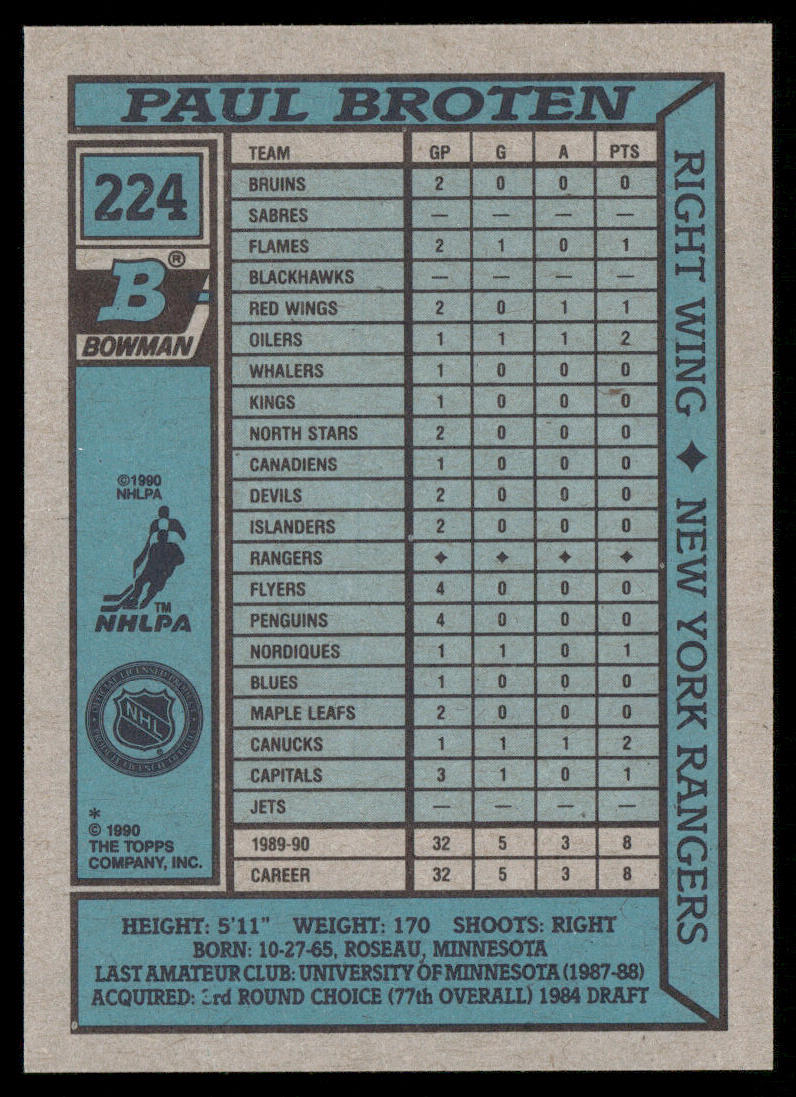 PAUL BROTEN
224
B®
BOWMAN
©1990
NHLPA
TM
NHLPA
NHL
*
© 1990
THE TOPPS
COMPANY, INC.
TEAM GP G A PTS
BRUINS 2 0 0 0
SABRES — — — —
FLAMES 2 1 0 1
BLACKHAWKS — — — —
RED WINGS 2 0 1 1
OILERS 1 1 1 2
WHALERS 1 0 0 0
KINGS 1 0 0 0
NORTH STARS 2 0 0 0
CANADIENS 1 0 0 0
DEVILS 2 0 0 0
ISLANDERS 2 0 0 0
RANGERS ✦ ✦ ✦ ✦
FLYERS 4 0 0 0
PENGUINS 4 0 0 0
NORDIQUES 1 1 0 1
BLUES 1 0 0 0
MAPLE LEAFS 2 0 0 0
CANUCKS 1 1 1 2
CAPITALS 3 1 0 1
JETS — — — —
1989-90 32 5 3 8
CAREER 32 5 3 8
RIGHT WING ✦ NEW YORK RANGERS
HEIGHT: 5'11" WEIGHT: 170 SHOOTS: RIGHT
BORN: 10-27-65, ROSEAU, MINNESOTA
LAST AMATEUR CLUB: UNIVERSITY OF MINNESOTA (1987-88)
ACQUIRED: 3rd ROUND CHOICE (77th OVERALL) 1984 DRAFT